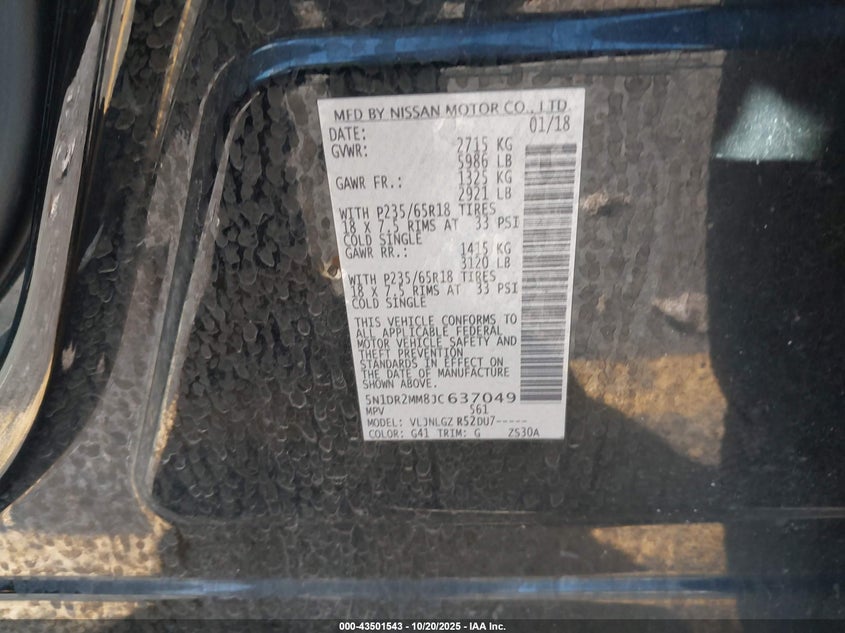 MFD BY NISSAN MOTOR CO., LTD.
DATE: 01/18
GVWR: 2715 KG
5986 LB
GAWR FR.: 1325 KG
2921 LB
WITH P235/65R18 TIRES
18 X 7.5 RIMS AT 33 PSI
COLD SINGLE
GAWR RR.: 1415 KG
3120 LB
WITH P235/65R18 TIRES
18 X 7.5 RIMS AT 33 PSI
COLD SINGLE
THIS VEHICLE CONFORMS TO
ALL APPLICABLE FEDERAL
MOTOR VEHICLE SAFETY AND
THEFT PREVENTION
STANDARDS IN EFFECT ON
THE DATE OF MANUFACTURE
SHOWN ABOVE.
5N1DR2MM8JC637049
MPV 561
MODEL: VLJNLGZ R52DU7-----
COLOR: G41 TRIM: G ZS30A
000-43501543 - 10/20/2025 - IAA Inc.